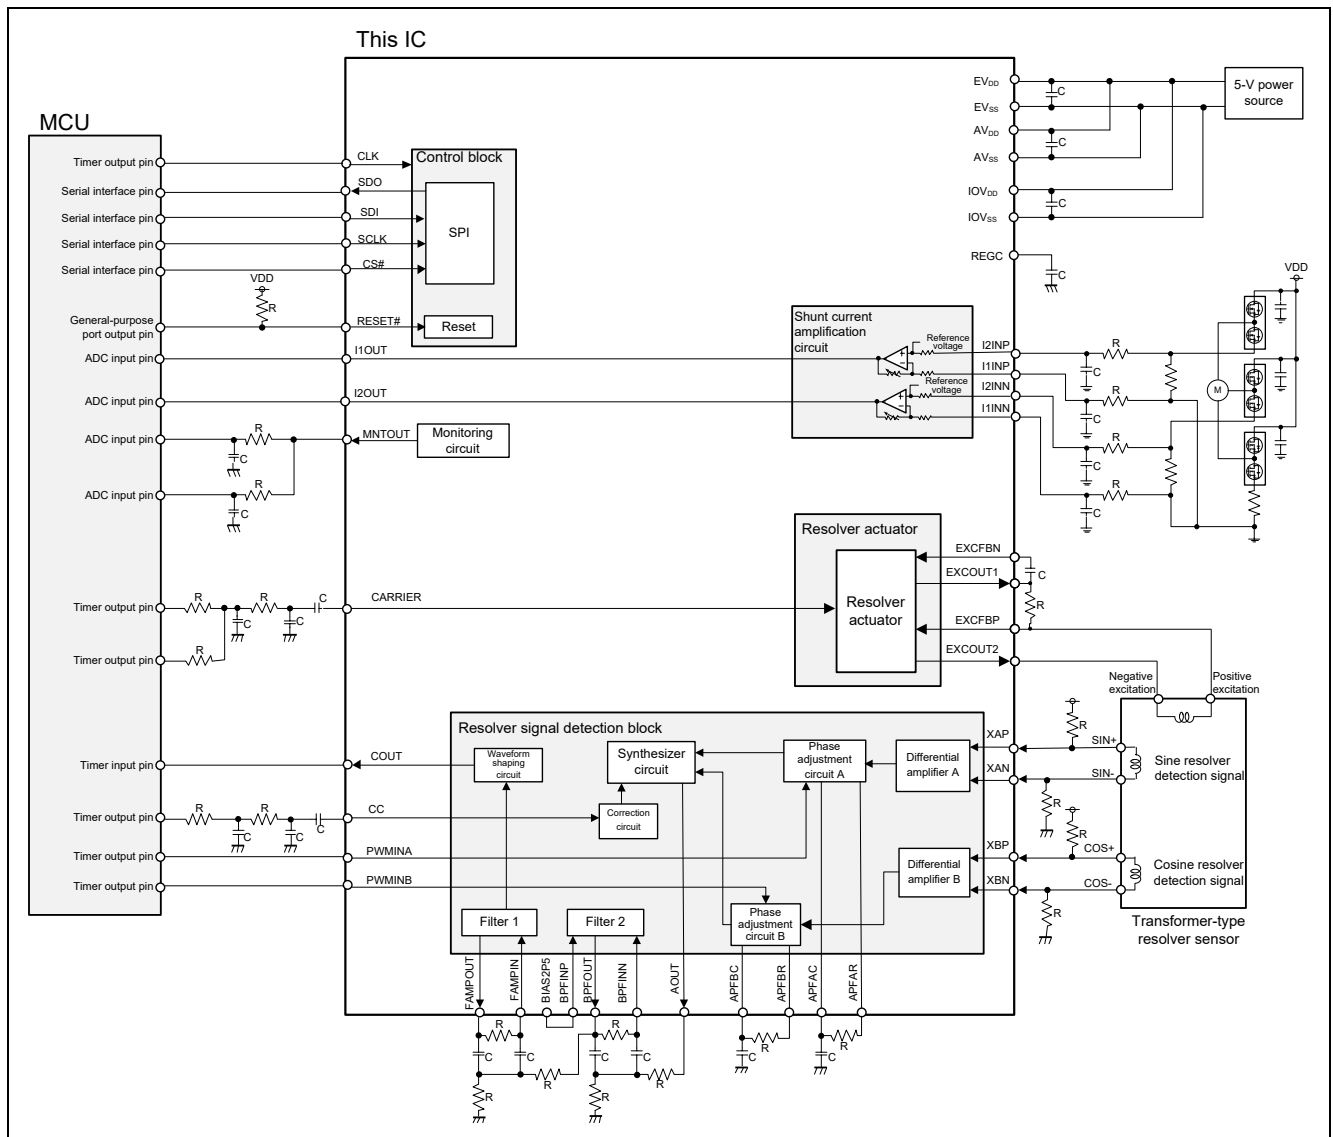 This IC
MCU
Timer output pin
Serial interface pin
Serial interface pin
Serial interface pin
Serial interface pin
General-purpose
port output pin
ADC input pin
ADC input pin
ADC input pin
ADC input pin
Timer output pin
Timer output pin
Timer input pin
Timer output pin
Timer output pin
Timer output pin
VDD
R
R
C
R
C
R
C
R
C
C
R
R
C
R
C
C
CLK
SDO
SDI
SCLK
CS#
RESET#
I1OUT
I2OUT
MNTOUT
CARRIER
COUT
CC
PWMINA
PWMINB
Control block
SPI
Reset
Monitoring
circuit
EVDD
EVSS
AVDD
AVSS
IOVDD
IOVSS
REGC
C
C
C
C
5-V power
source
Shunt current
amplification
circuit
Reference
voltage
Reference
voltage
+
-
+
-
I2INP
I1INP
I2INN
I1INN
R
C
R
C
R
C
R
C
M
VDD
Resolver actuator
Resolver
actuator
EXCFBN
EXCOUT1
EXCFBP
EXCOUT2
C
R
Negative
excitation
Positive
excitation
Resolver signal detection block
Waveform
shaping
circuit
Synthesizer
circuit
Correction
circuit
Phase
adjustment
circuit A
Differential
amplifier A
Differential
amplifier B
Phase
adjustment
circuit B
Filter 1
Filter 2
XAP
XAN
XBP
XBN
R
R
R
R
SIN+
SIN-
COS+
COS-
Sine resolver
detection signal
Cosine resolver
detection signal
Transformer-type
resolver sensor
FAMPOUT
FAMPIN
BIAS2P5
BPFINP
BPFOUT
BPFINN
AOUT
APFBC
APFBR
APFAC
APFAR
R
C
C
R
R
R
C
C
R
R
R
C
R
C